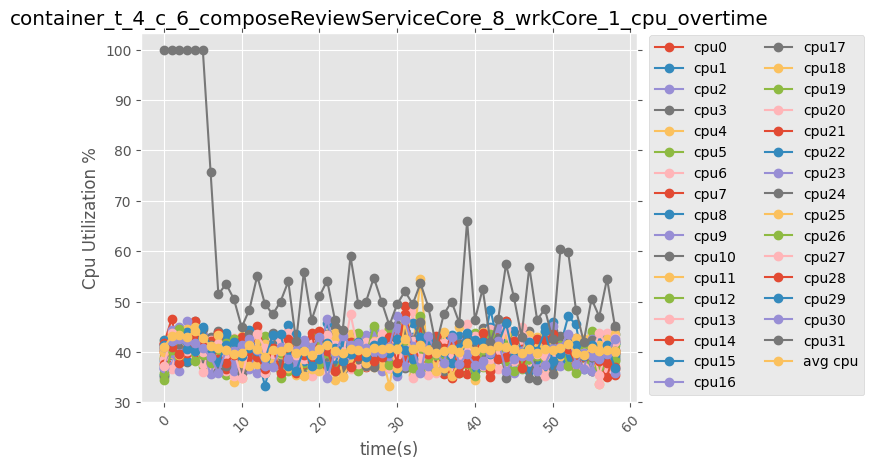 container_t_4_c_6_composeReviewServiceCore_8_wrkCore_1_cpu_overtime
Cpu Utilization %
100
90
80
70
60
50
40
30
0
10
20
30
40
50
60
time(s)
cpu0
cpu1
cpu2
cpu3
cpu4
cpu5
cpu6
cpu7
cpu8
cpu9
cpu10
cpu11
cpu12
cpu13
cpu14
cpu15
cpu16
cpu17
cpu18
cpu19
cpu20
cpu21
cpu22
cpu23
cpu24
cpu25
cpu26
cpu27
cpu28
cpu29
cpu30
cpu31
avg cpu